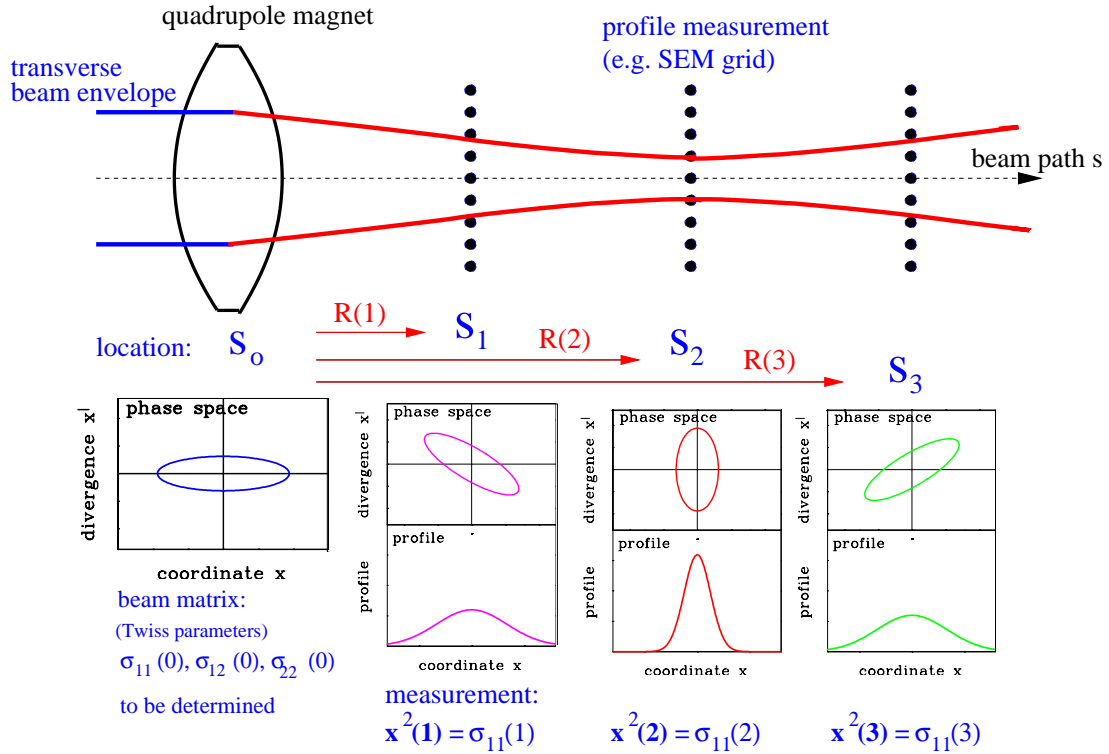 quadrupole magnet
transverse
beam envelope
profile measurement
(e.g. SEM grid)
beam path s
location:
S₀
R(1)
S₁
R(2)
S₂
R(3)
S₃
phase space
divergence x'
coordinate x
phase space
divergence x'
profile
profile
coordinate x
phase space
divergence x'
profile
profile
coordinate x
phase space
divergence x'
profile
profile
coordinate x
beam matrix:
(Twiss parameters)
σ₁₁ (0), σ₁₂ (0), σ₂₂ (0)
to be determined
measurement:
x²(1) = σ₁₁(1)
x²(2) = σ₁₁(2)
x²(3) = σ₁₁(3)